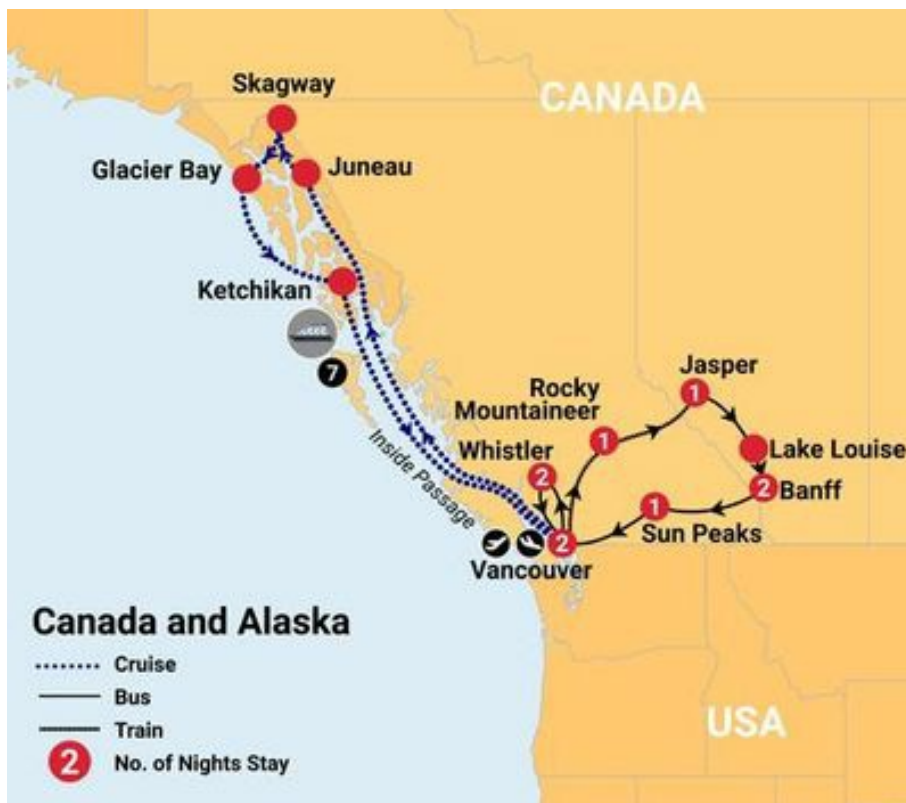 CANADA
Skagway
Glacier Bay
Juneau
Ketchikan
7
Inside Passage
Jasper
1
Rocky
Mountaineer
1
Whistler
2
Lake Louise
2
Banff
1
Sun Peaks
2
Vancouver
Canada and Alaska
Cruise
Bus
Train
2
No. of Nights Stay
USA